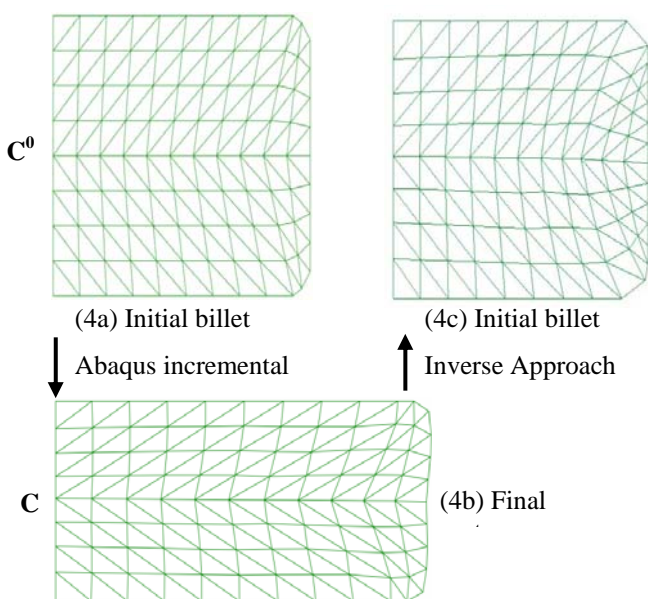 C⁰
(4a) Initial billet
(4c) Initial billet
Abaqus incremental
Inverse Approach
C
(4b) Final